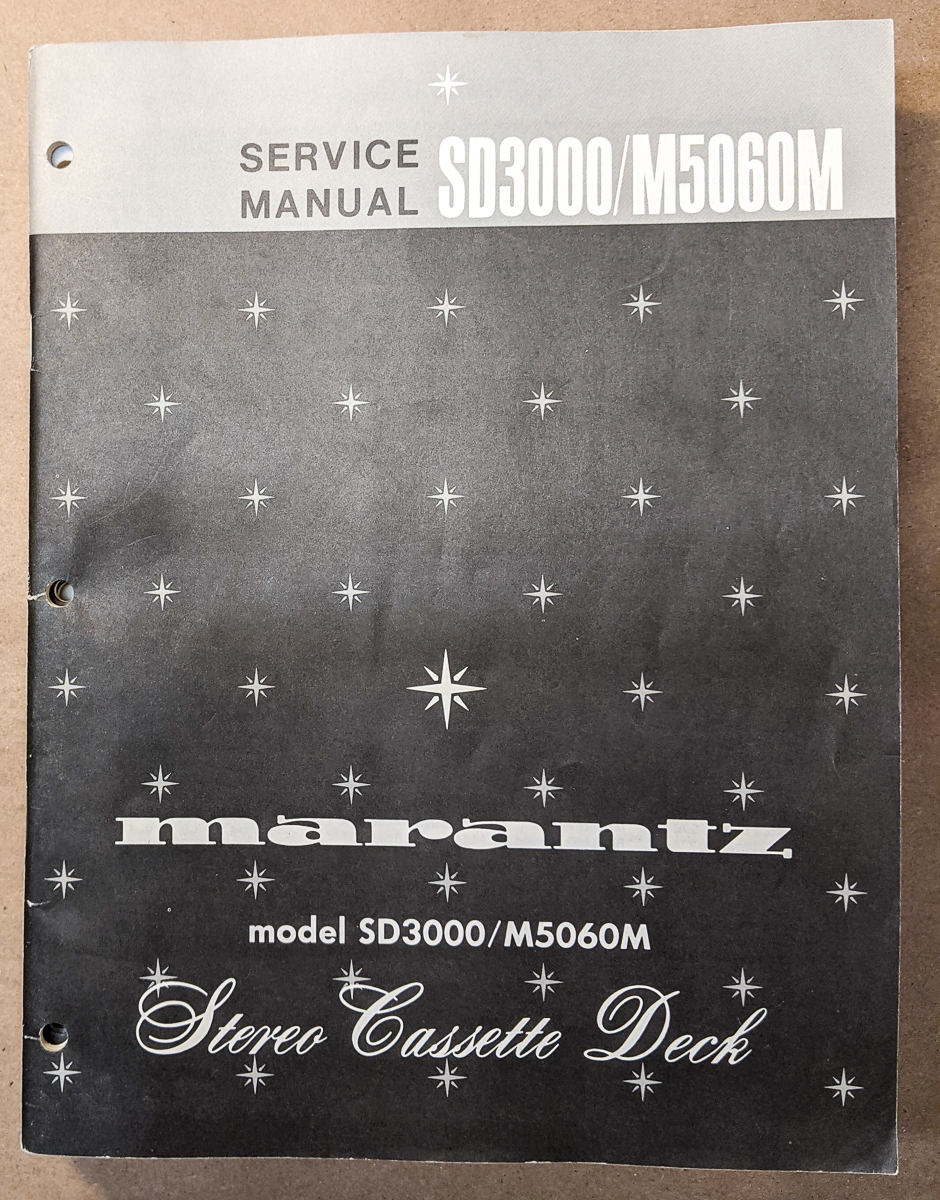 SERVICE
MANUAL SD3000/M5060M
marantz
model SD3000/M5060M
Stereo Cassette Deck